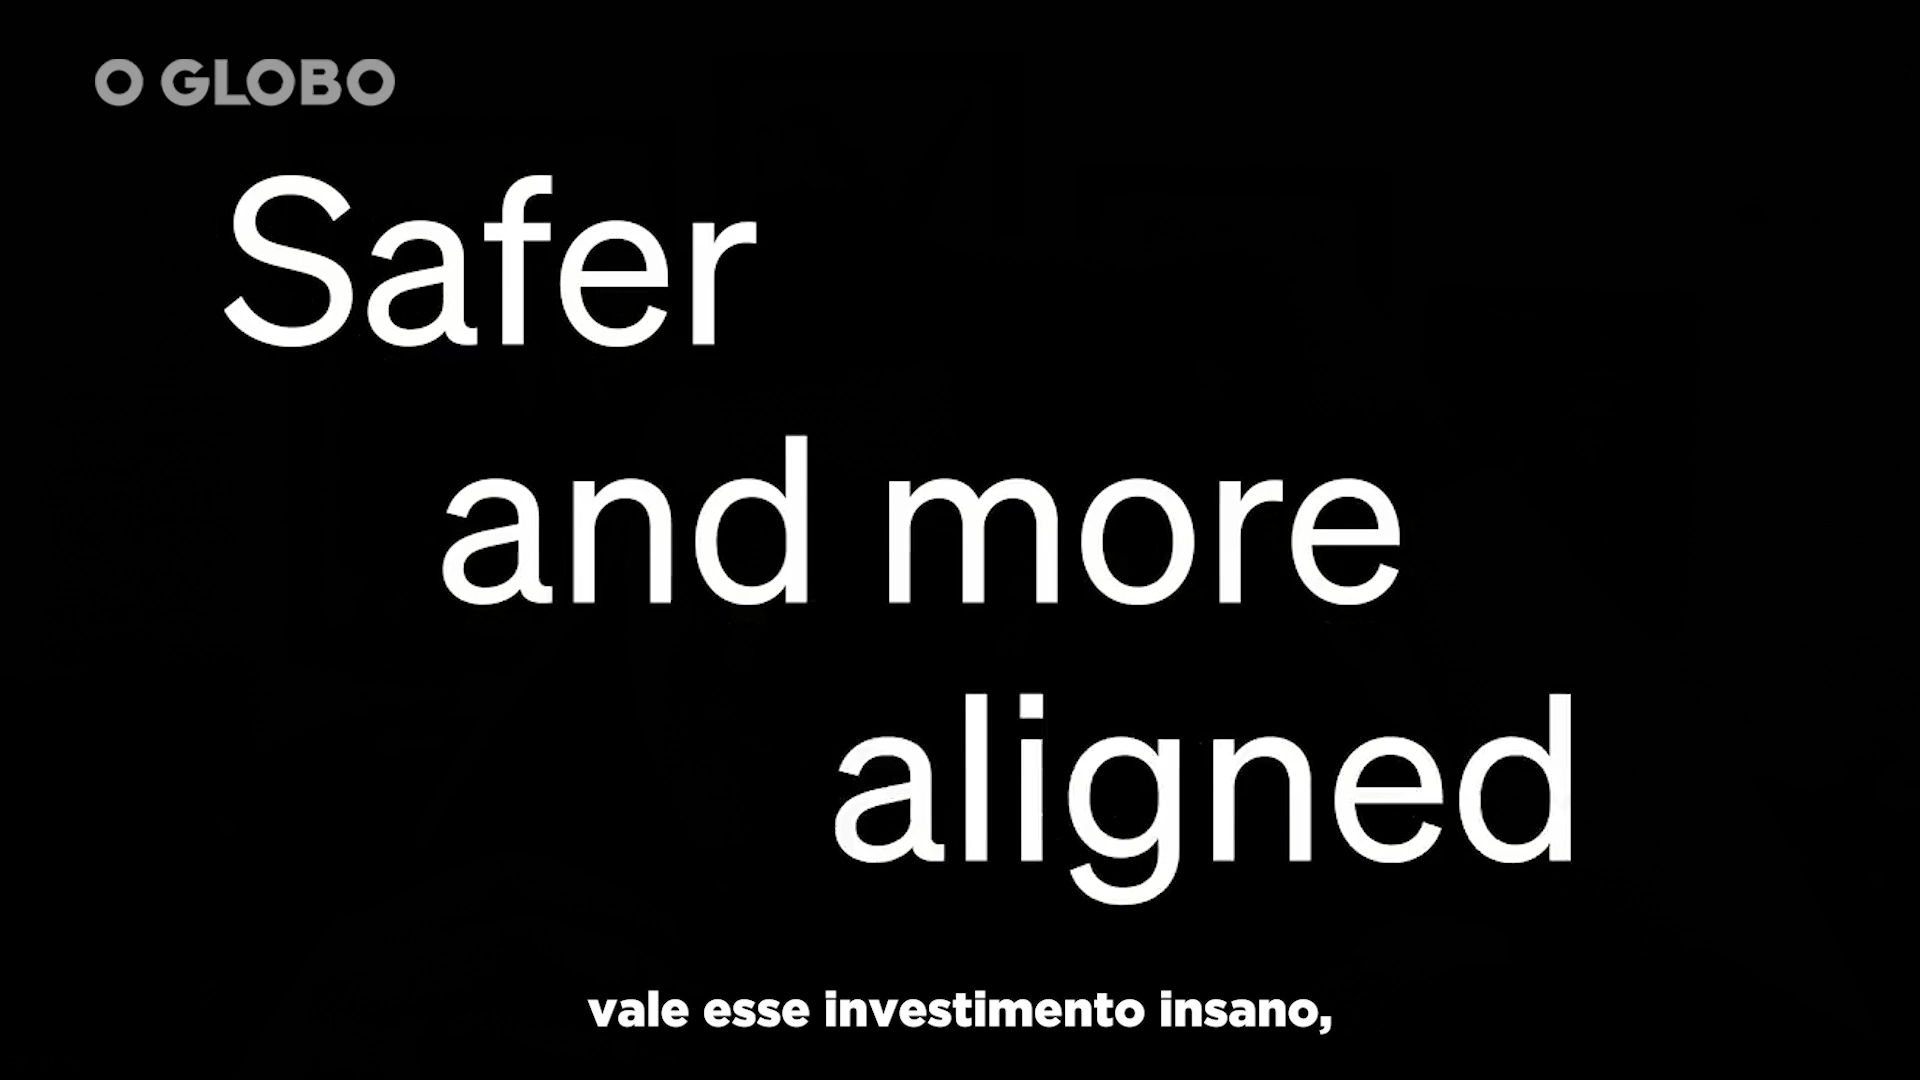 O GLOBO
Safer
and more
aligned
vale esse investimento insano,